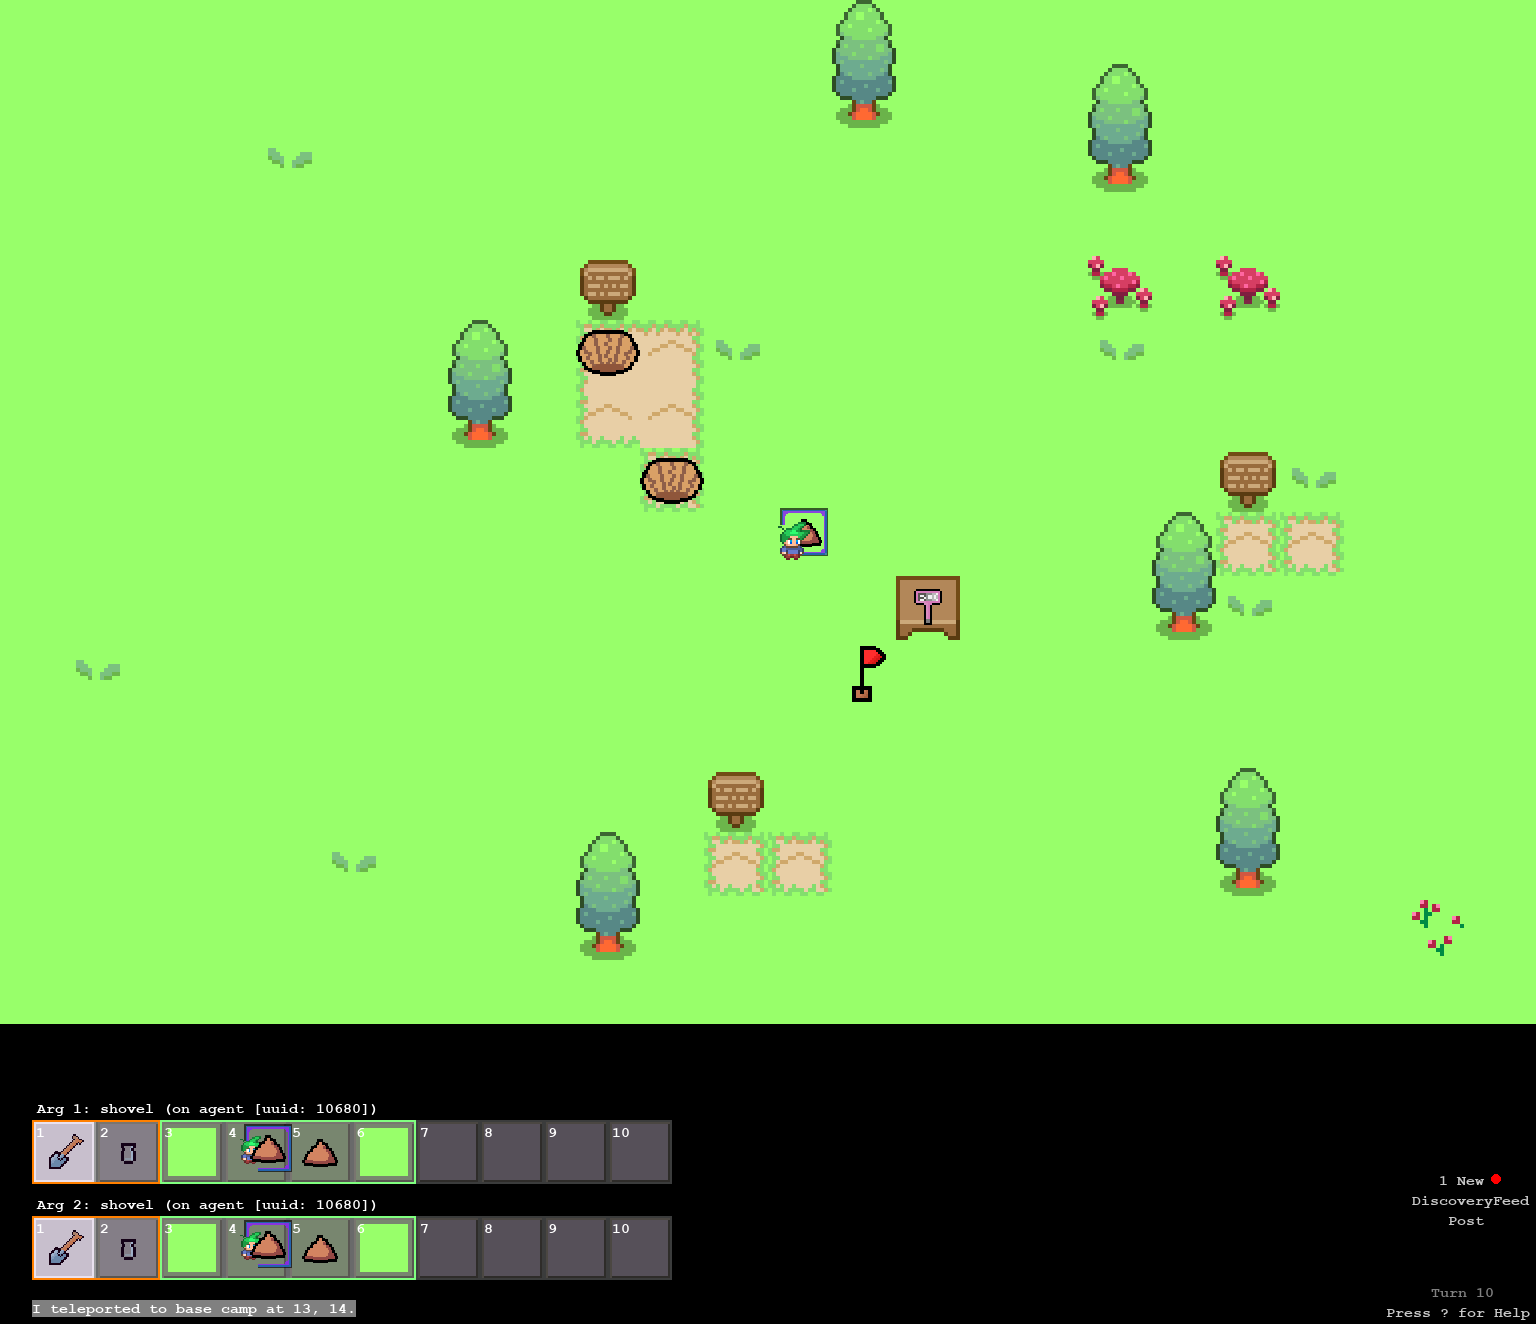 Arg 1: shovel (on agent [uuid: 10680])
1 2 3 4 5 6 7 8 9 10
Arg 2: shovel (on agent [uuid: 10680])
1 2 3 4 5 6 7 8 9 10
I teleported to base camp at 13, 14.
1 New
DiscoveryFeed
Post
Turn 10
Press ? for Help